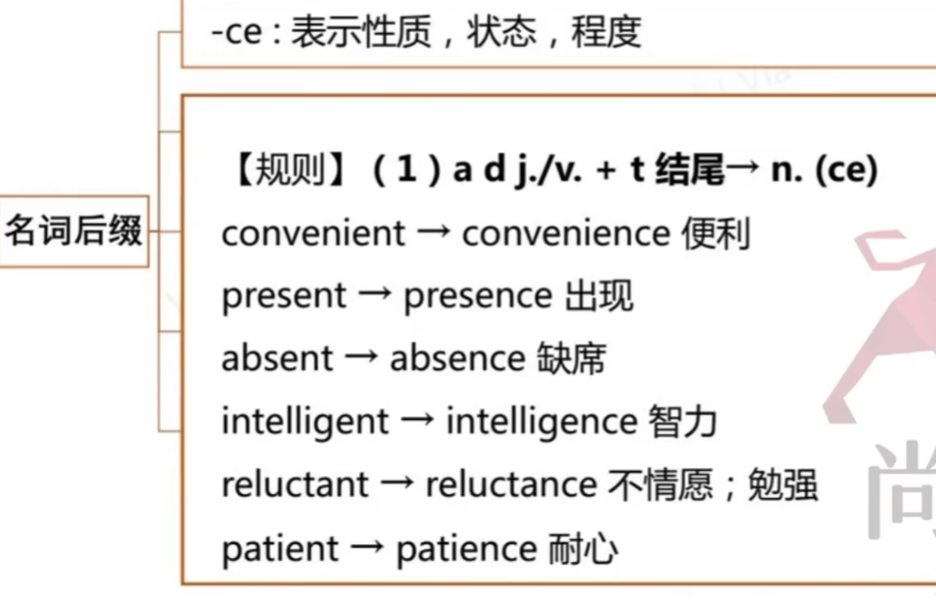 -ce：表示性质，状态，程度
名词后缀
【规则】（1）a d j./v. + t 结尾→ n. (ce)
convenient → convenience 便利
present → presence 出现
absent → absence 缺席
intelligent → intelligence 智力
reluctant → reluctance 不情愿；勉强
patient → patience 耐心
尚